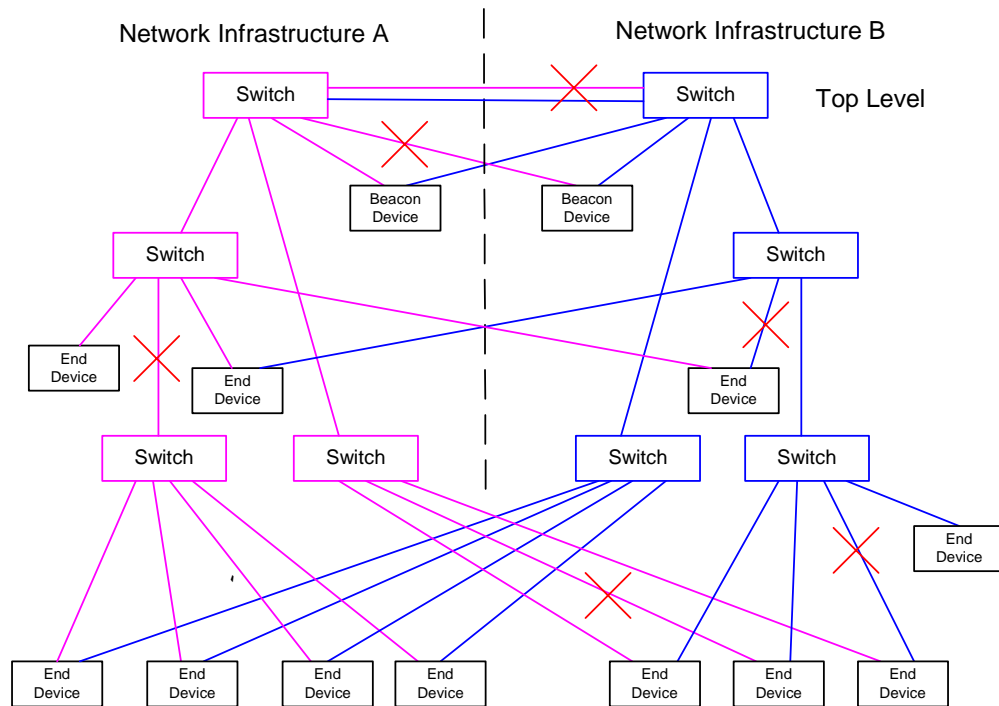 Network Infrastructure A
Network Infrastructure B
Switch
Switch
Top Level
Beacon
Device
Beacon
Device
Switch
Switch
End
Device
End
Device
End
Device
Switch
Switch
Switch
Switch
End
Device
End
Device
End
Device
End
Device
End
Device
End
Device
End
Device
End
Device